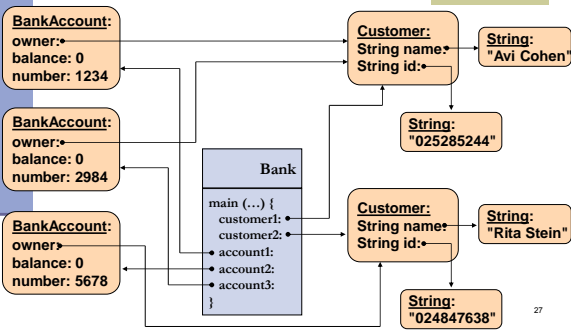 BankAccount:
owner:
balance: 0
number: 1234
BankAccount:
owner:
balance: 0
number: 2984
BankAccount:
owner:
balance: 0
number: 5678
Bank
main (…) {
customer1:
customer2:
account1:
account2:
account3:
}
Customer:
String name:
String id:
String:
"Avi Cohen"
String:
"025285244"
Customer:
String name:
String id:
String:
"Rita Stein"
String:
"024847638"
27